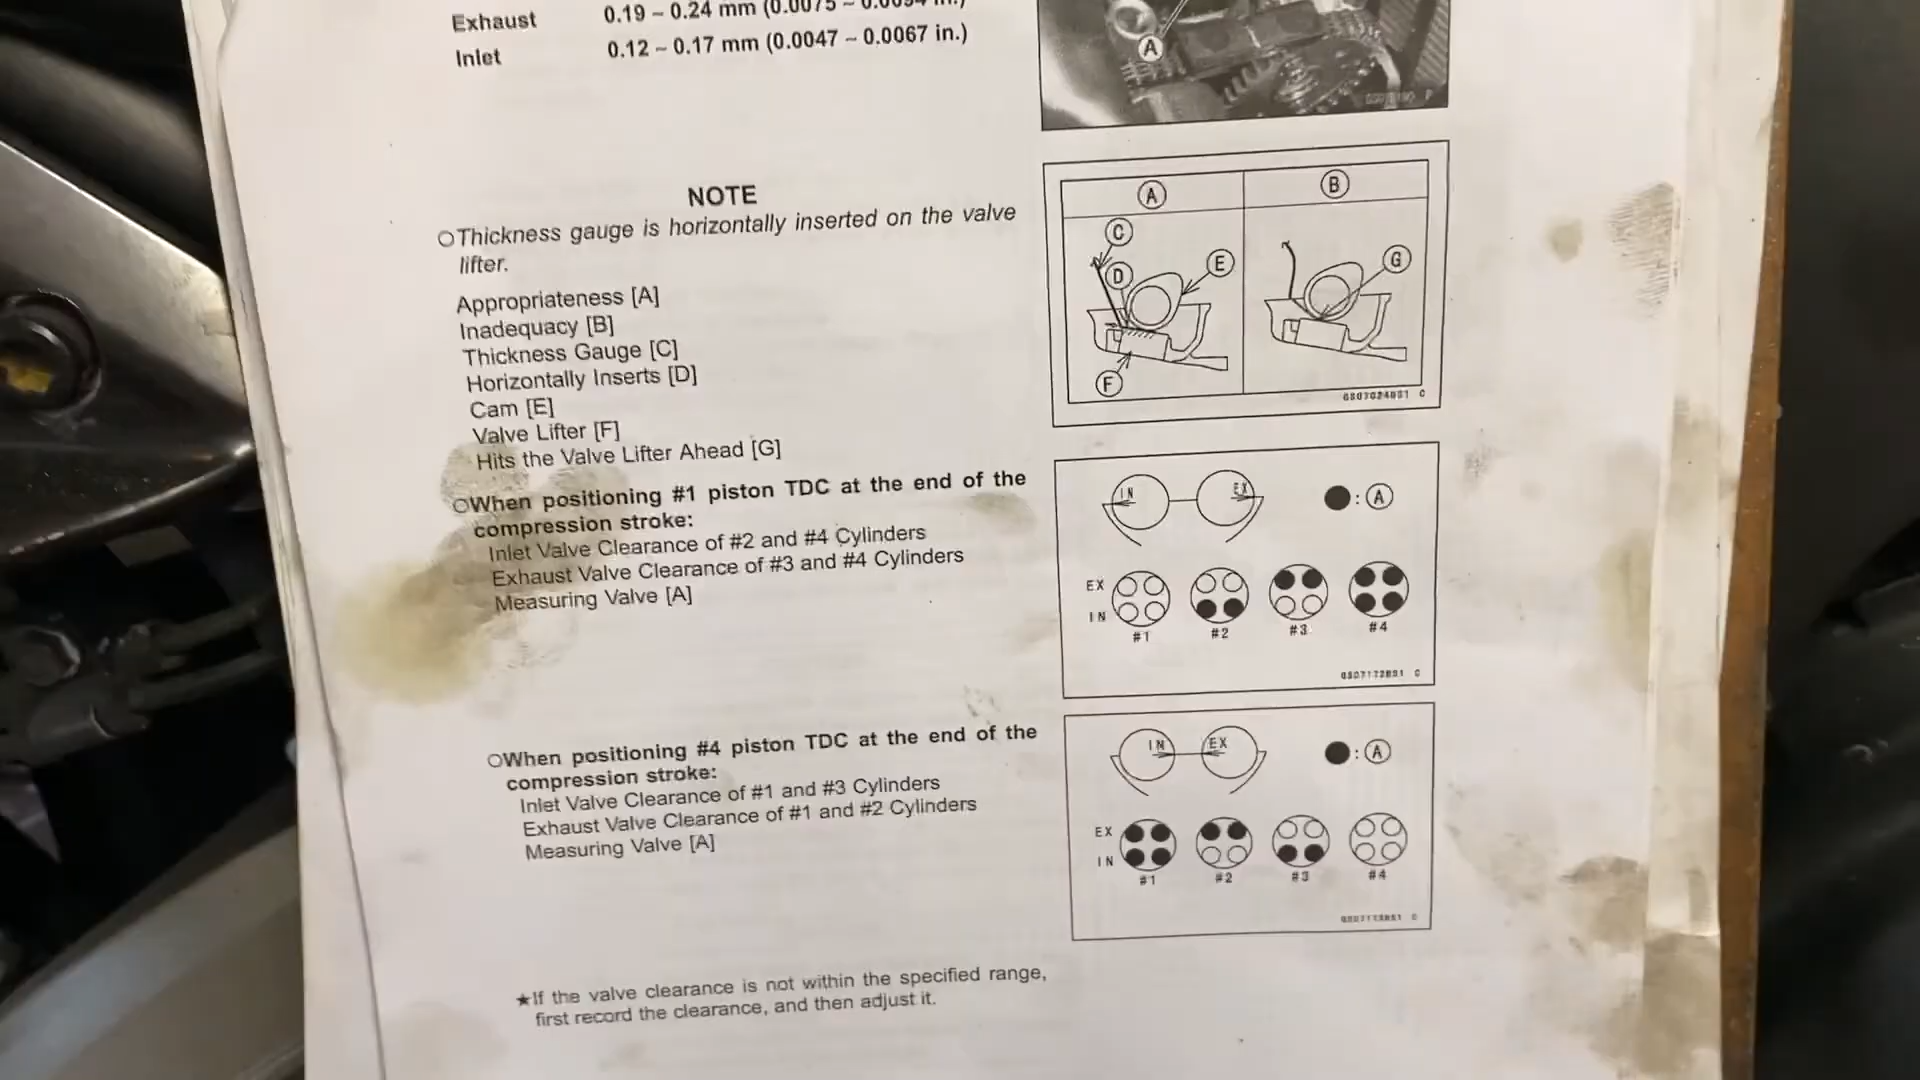 Exhaust 0.19 ~ 0.24 mm (0.0075 ~ 0.0094 in.)
Inlet 0.12 ~ 0.17 mm (0.0047 ~ 0.0067 in.)
A
NOTE
○Thickness gauge is horizontally inserted on the valve
lifter.
Appropriateness [A]
Inadequacy [B]
Thickness Gauge [C]
Horizontally Inserts [D]
Cam [E]
Valve Lifter [F]
Hits the Valve Lifter Ahead [G]
A B
C
D
E
G
F
○When positioning #1 piston TDC at the end of the
compression stroke:
Inlet Valve Clearance of #2 and #4 Cylinders
Exhaust Valve Clearance of #3 and #4 Cylinders
Measuring Valve [A]
IN EX ● : A
EX
IN
#1 #2 #3 #4
○When positioning #4 piston TDC at the end of the
compression stroke:
Inlet Valve Clearance of #1 and #3 Cylinders
Exhaust Valve Clearance of #1 and #2 Cylinders
Measuring Valve [A]
IN EX ● : A
EX
IN
#1 #2 #3 #4
★If the valve clearance is not within the specified range,
first record the clearance, and then adjust it.